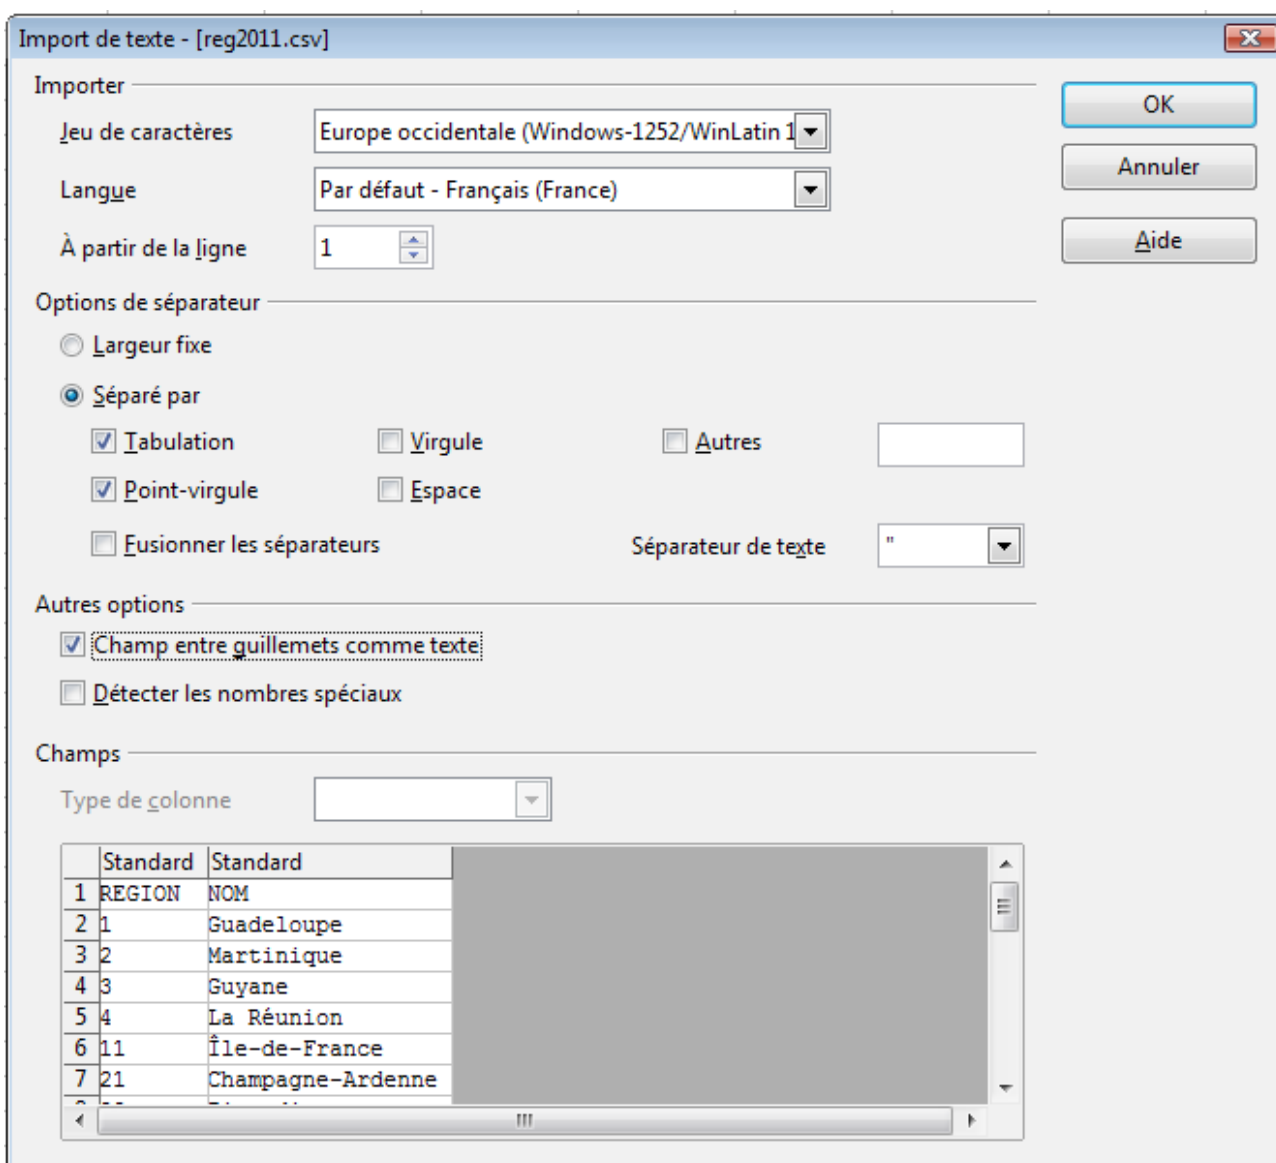 Import de texte - [reg2011.csv]
Importer
OK
Jeu de caractères Europe occidentale (Windows-1252/WinLatin 1
Annuler
Langue Par défaut - Français (France)
À partir de la ligne 1
Aide
Options de séparateur
Largeur fixe
Séparé par
Tabulation Virgule Autres
Point-virgule Espace
Fusionner les séparateurs Séparateur de texte "
Autres options
Champ entre guillemets comme texte
Détecter les nombres spéciaux
Champs
Type de colonne
Standard Standard
1 REGION NOM
2 1 Guadeloupe
3 2 Martinique
4 3 Guyane
5 4 La Réunion
6 11 Île-de-France
7 21 Champagne-Ardenne